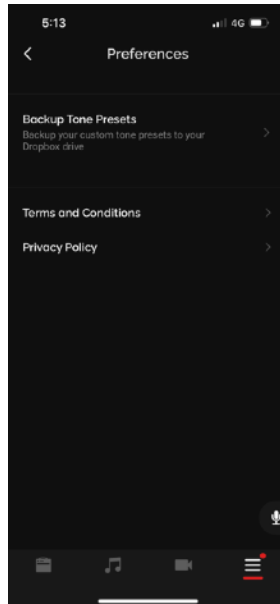 5:13
4G
Preferences
Backup Tone Presets
Backup your custom tone presets to your
Dropbox drive
Terms and Conditions
Privacy Policy